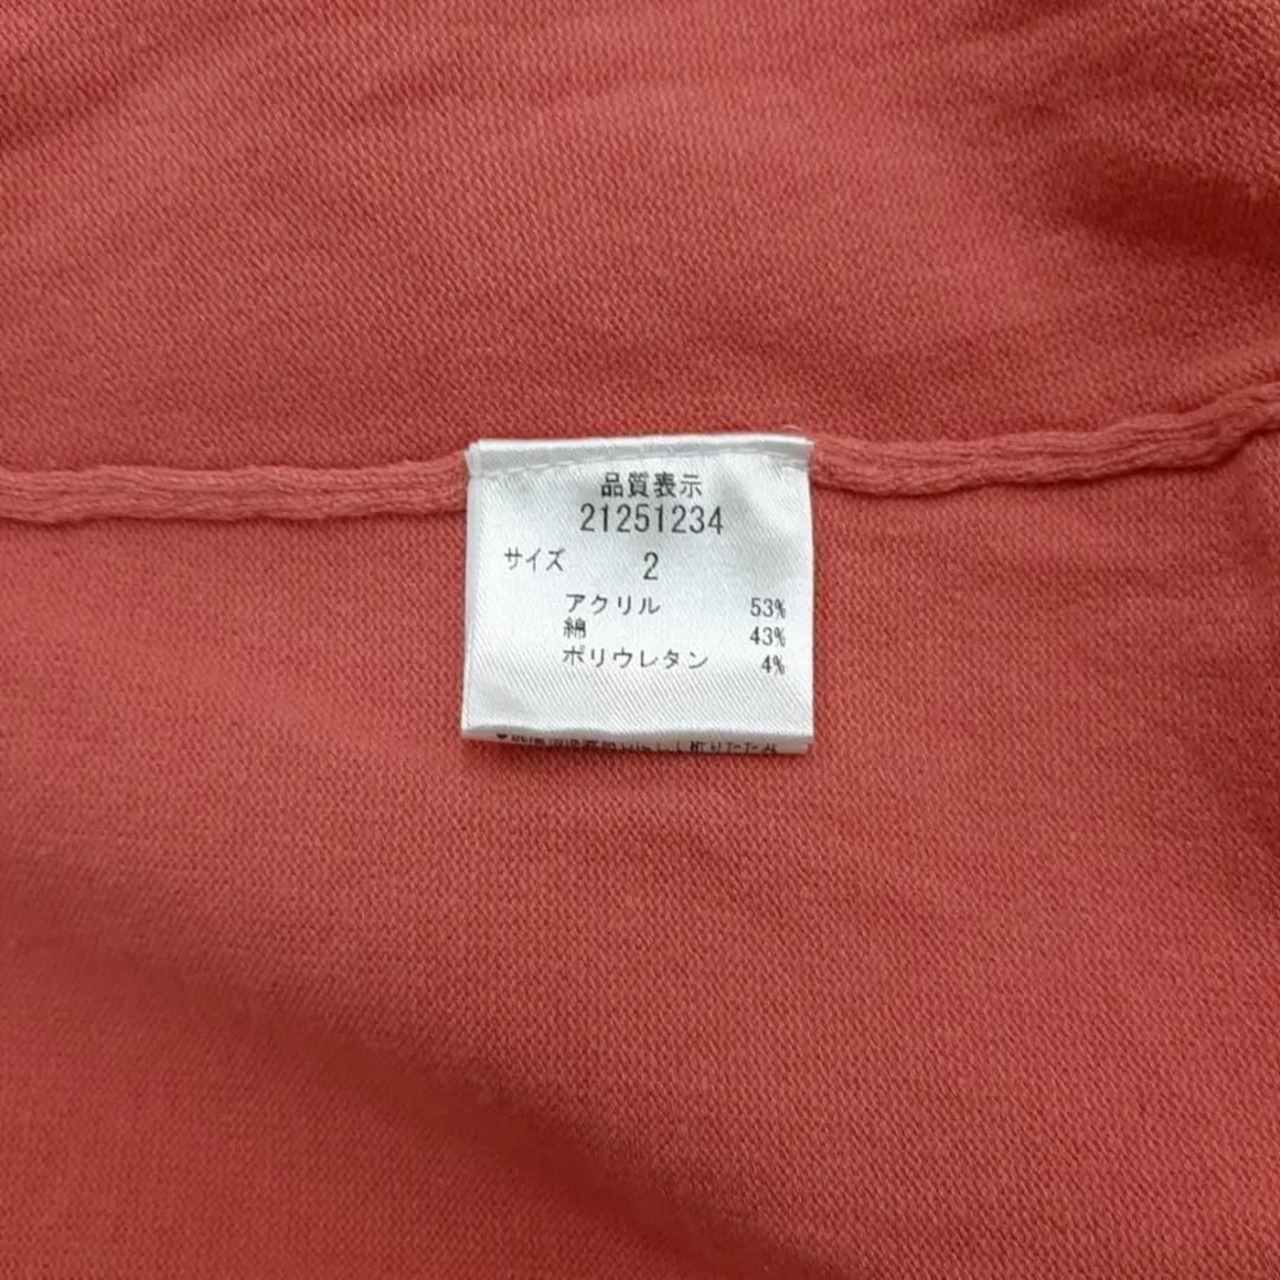 品質表示
21251234
サイズ 2
アクリル 53%
綿 43%
ポリウレタン 4%